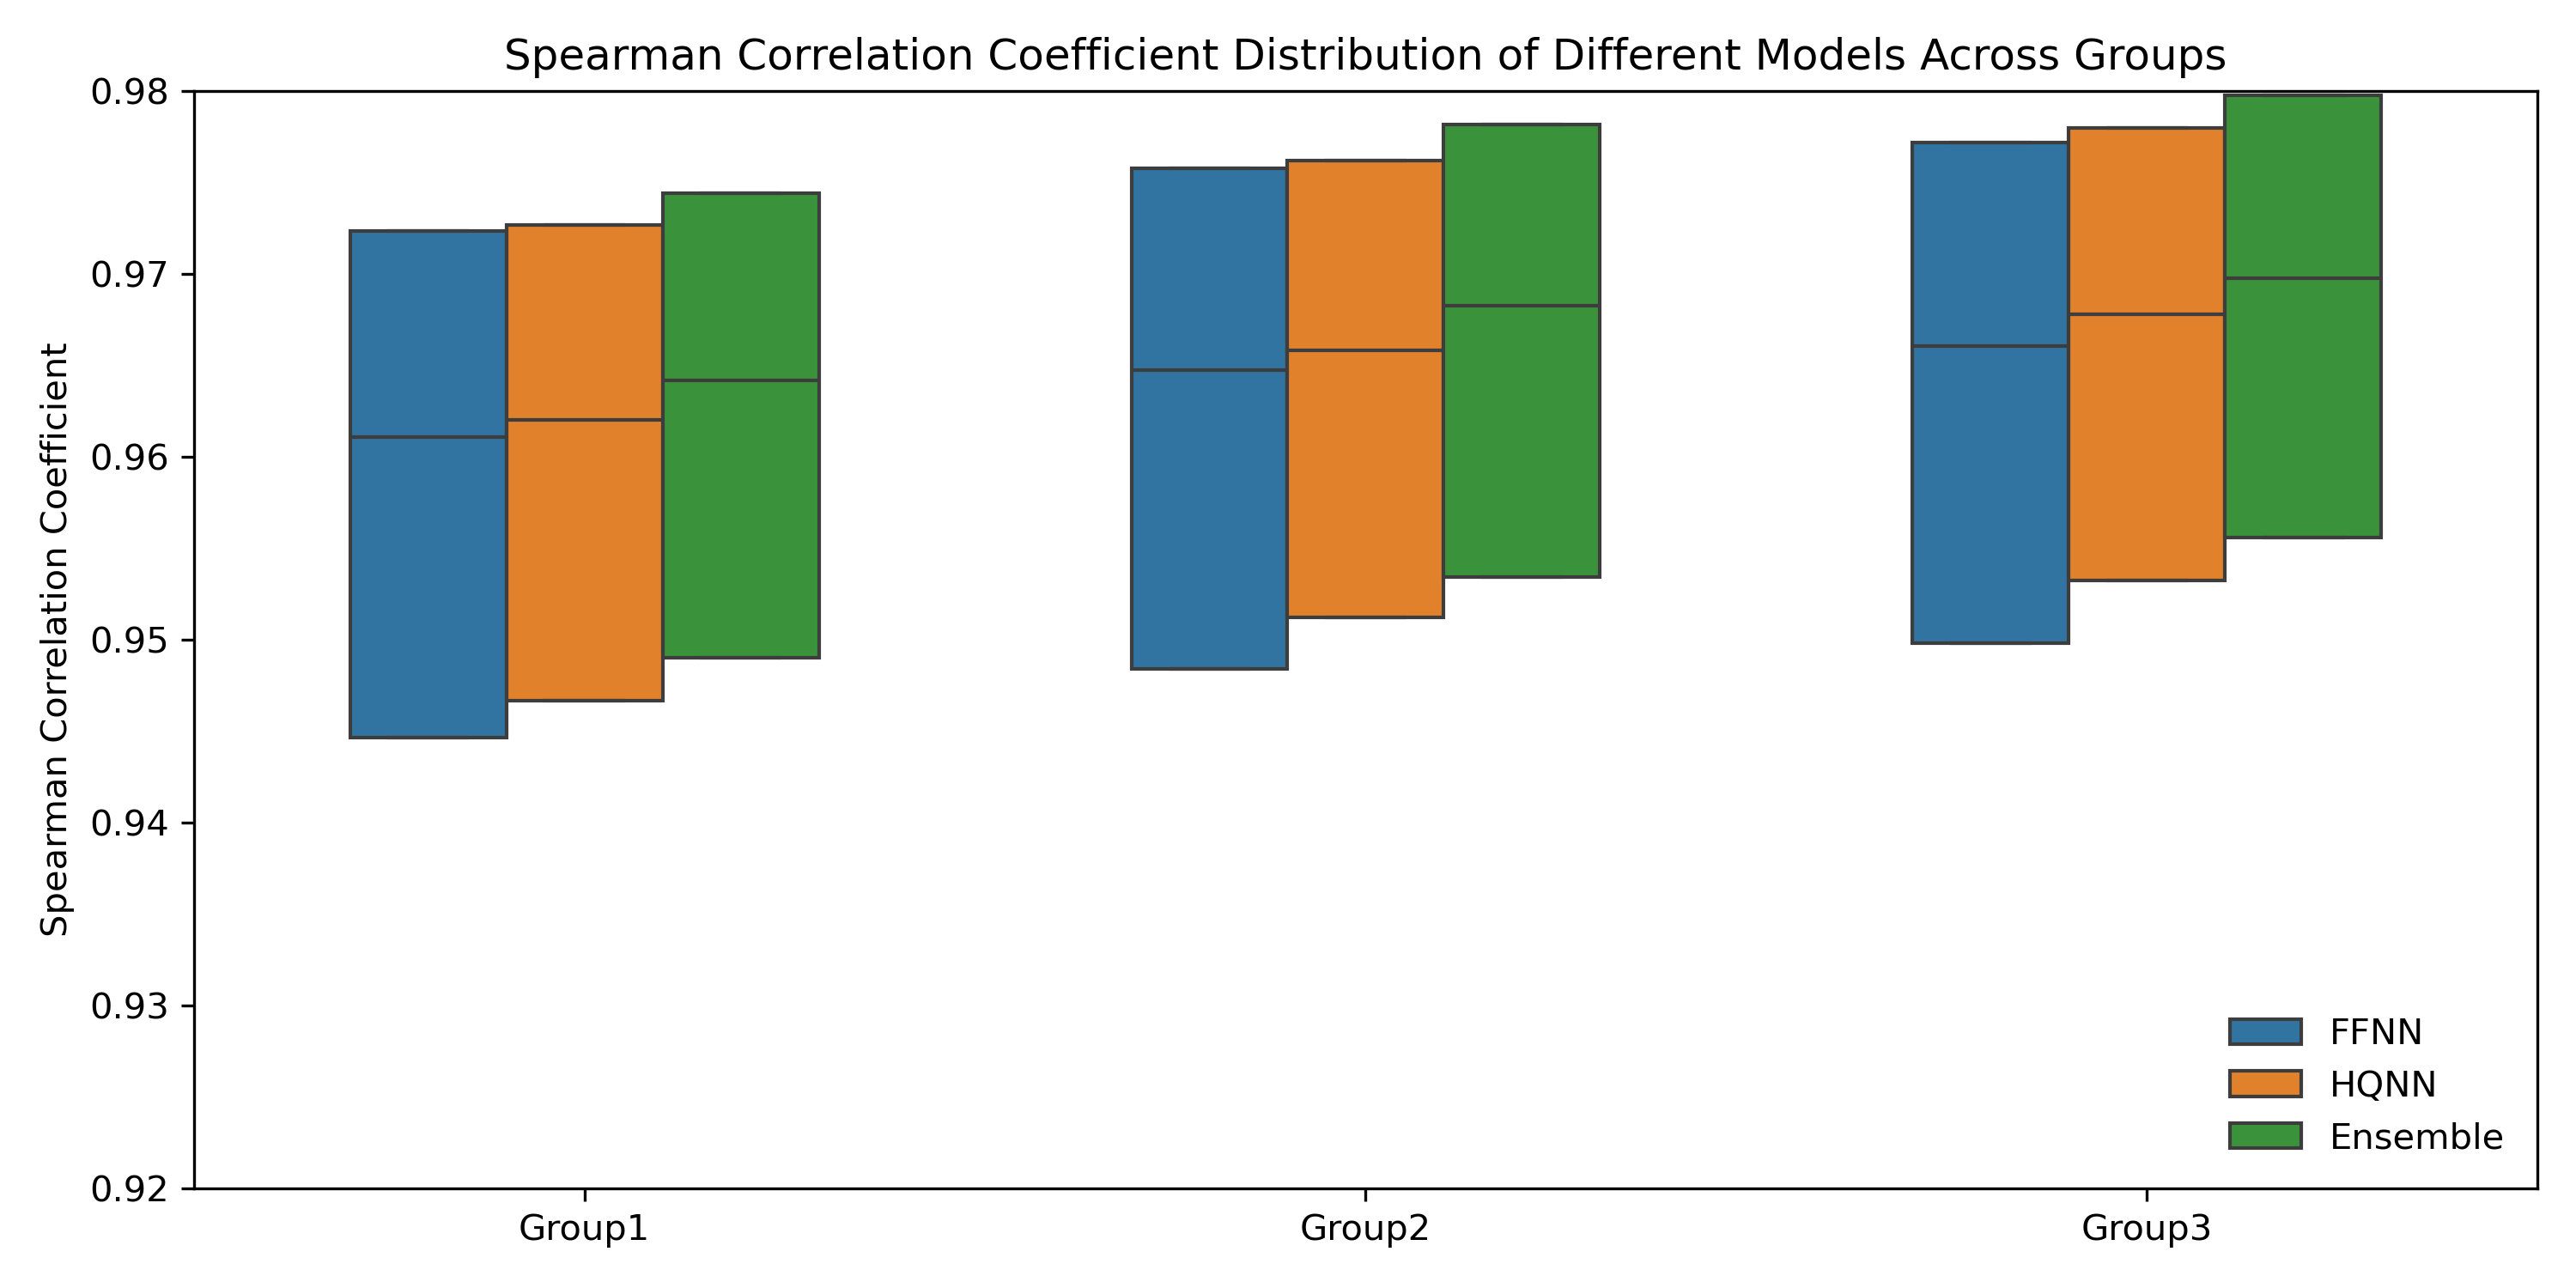 Spearman Correlation Coefficient Distribution of Different Models Across Groups
Spearman Correlation Coefficient
0.98
0.97
0.96
0.95
0.94
0.93
0.92
Group1
Group2
Group3
FFNN
HQNN
Ensemble